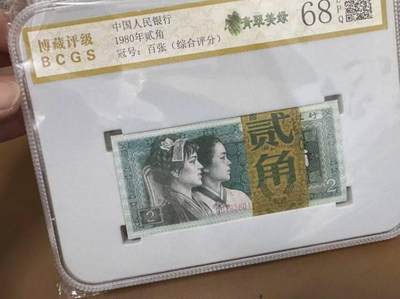 博藏评级
BCGS
中国人民银行
1980年贰角
冠号：百张（综合评分）
青翠美绿
68
P
Q
贰角
行
2
2